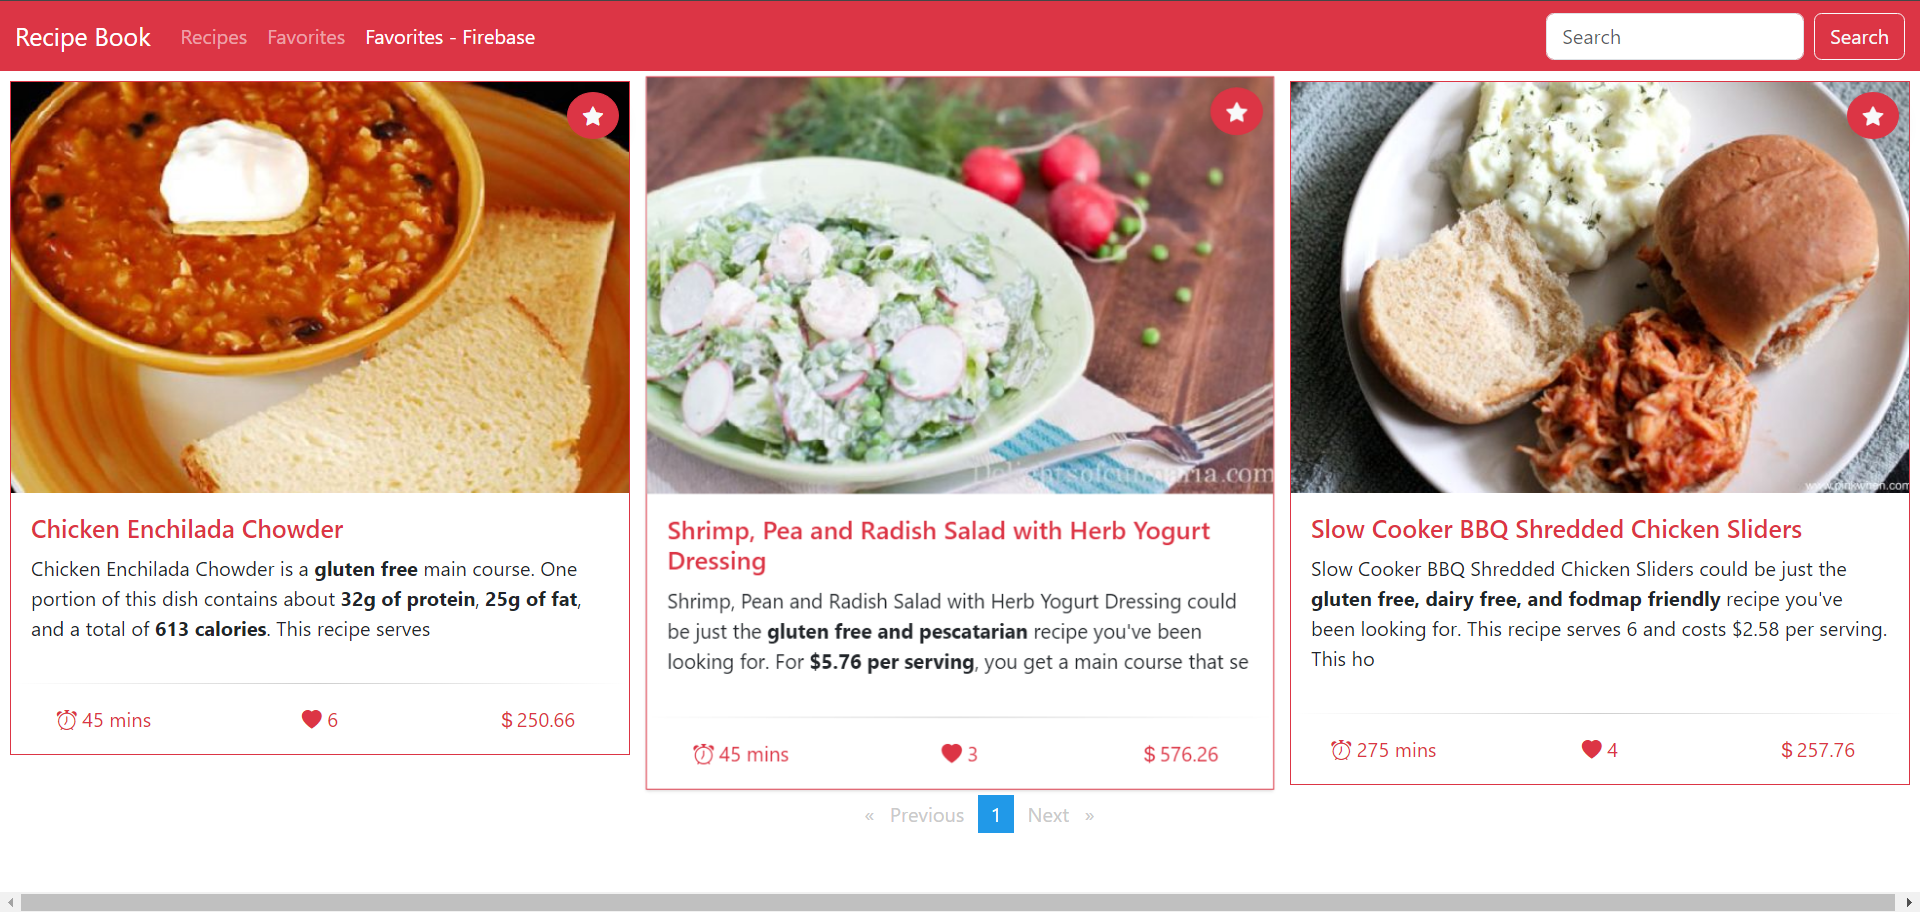 Recipe Book Recipes Favorites Favorites - Firebase Search Search
Delightsofculinaria.com
www.pinkwhen.com
Chicken Enchilada Chowder
Chicken Enchilada Chowder is a gluten free main course. One
portion of this dish contains about 32g of protein, 25g of fat,
and a total of 613 calories. This recipe serves
45 mins 6 $ 250.66
Shrimp, Pea and Radish Salad with Herb Yogurt
Dressing
Shrimp, Pean and Radish Salad with Herb Yogurt Dressing could
be just the gluten free and pescatarian recipe you've been
looking for. For $5.76 per serving, you get a main course that se
45 mins 3 $ 576.26
Slow Cooker BBQ Shredded Chicken Sliders
Slow Cooker BBQ Shredded Chicken Sliders could be just the
gluten free, dairy free, and fodmap friendly recipe you've
been looking for. This recipe serves 6 and costs $2.58 per serving.
This ho
275 mins 4 $ 257.76
« Previous 1 Next »